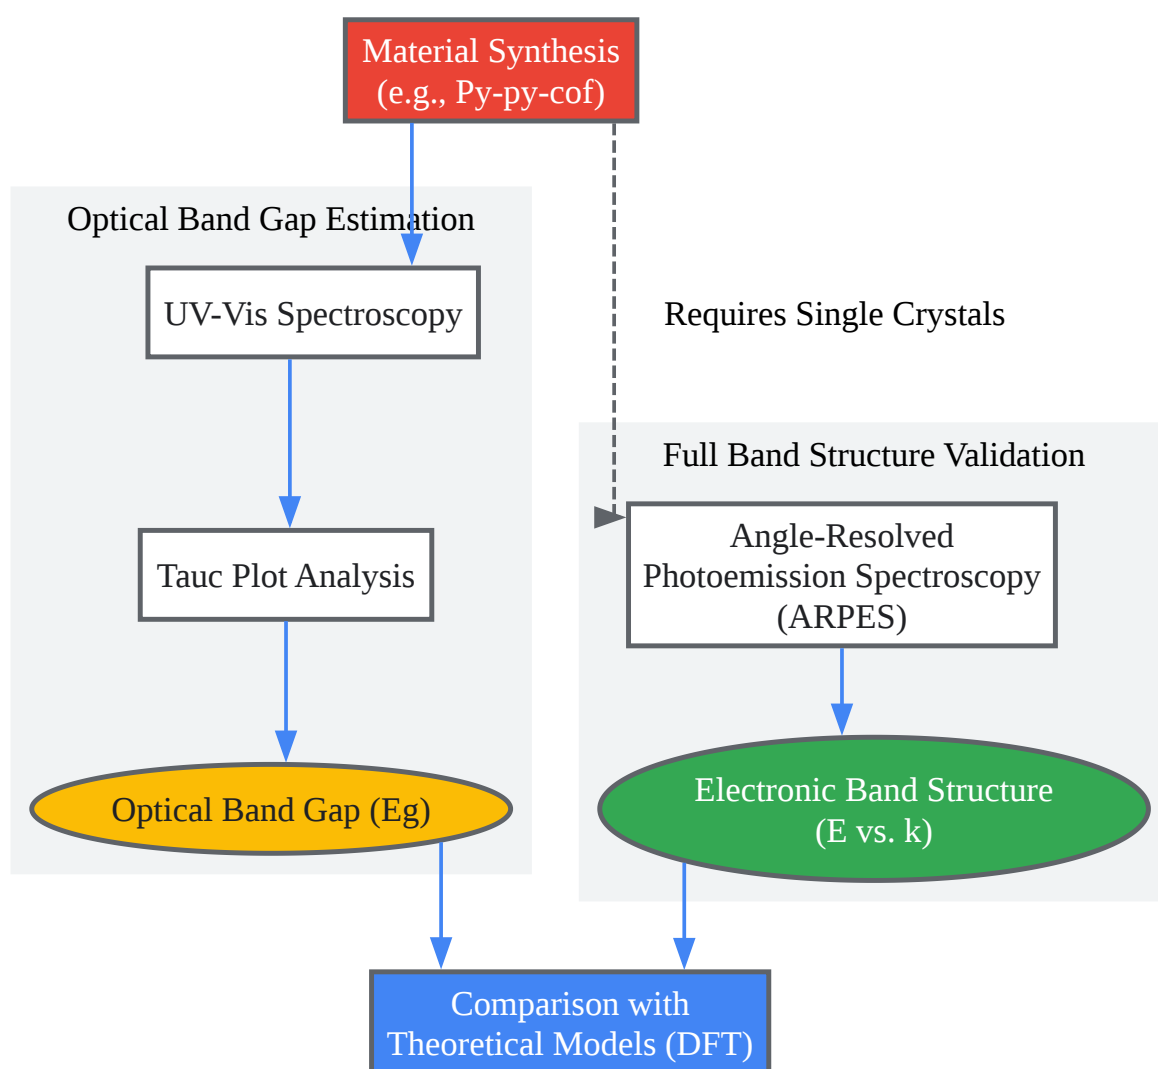 Material Synthesis
(e.g., Py-py-cof)
Optical Band Gap Estimation
UV-Vis Spectroscopy
Requires Single Crystals
Full Band Structure Validation
Angle-Resolved
Photoemission Spectroscopy
(ARPES)
Tauc Plot Analysis
Optical Band Gap (Eg)
Electronic Band Structure
(E vs. k)
Comparison with
Theoretical Models (DFT)